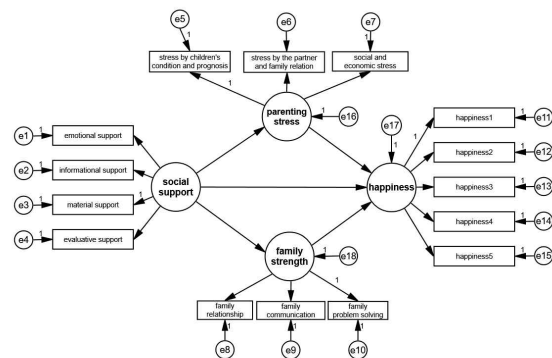 e5
e6
e7
1
1
1
stress by children's
condition and prognosis
stress by the partner
and family relation
social and
economic stress
1
parenting
stress
1
e16
e17
1
e1
1
emotional support
e2
1
informational support
e3
1
material support
1
e4
1
evaluative support
social
support
happiness
1
happiness1
1
e11
happiness2
1
e12
happiness3
1
e13
happiness4
1
e14
happiness5
1
e15
family
strength
1
e18
1
family
relationship
family
communication
family
problem solving
1
1
1
e8
e9
e10